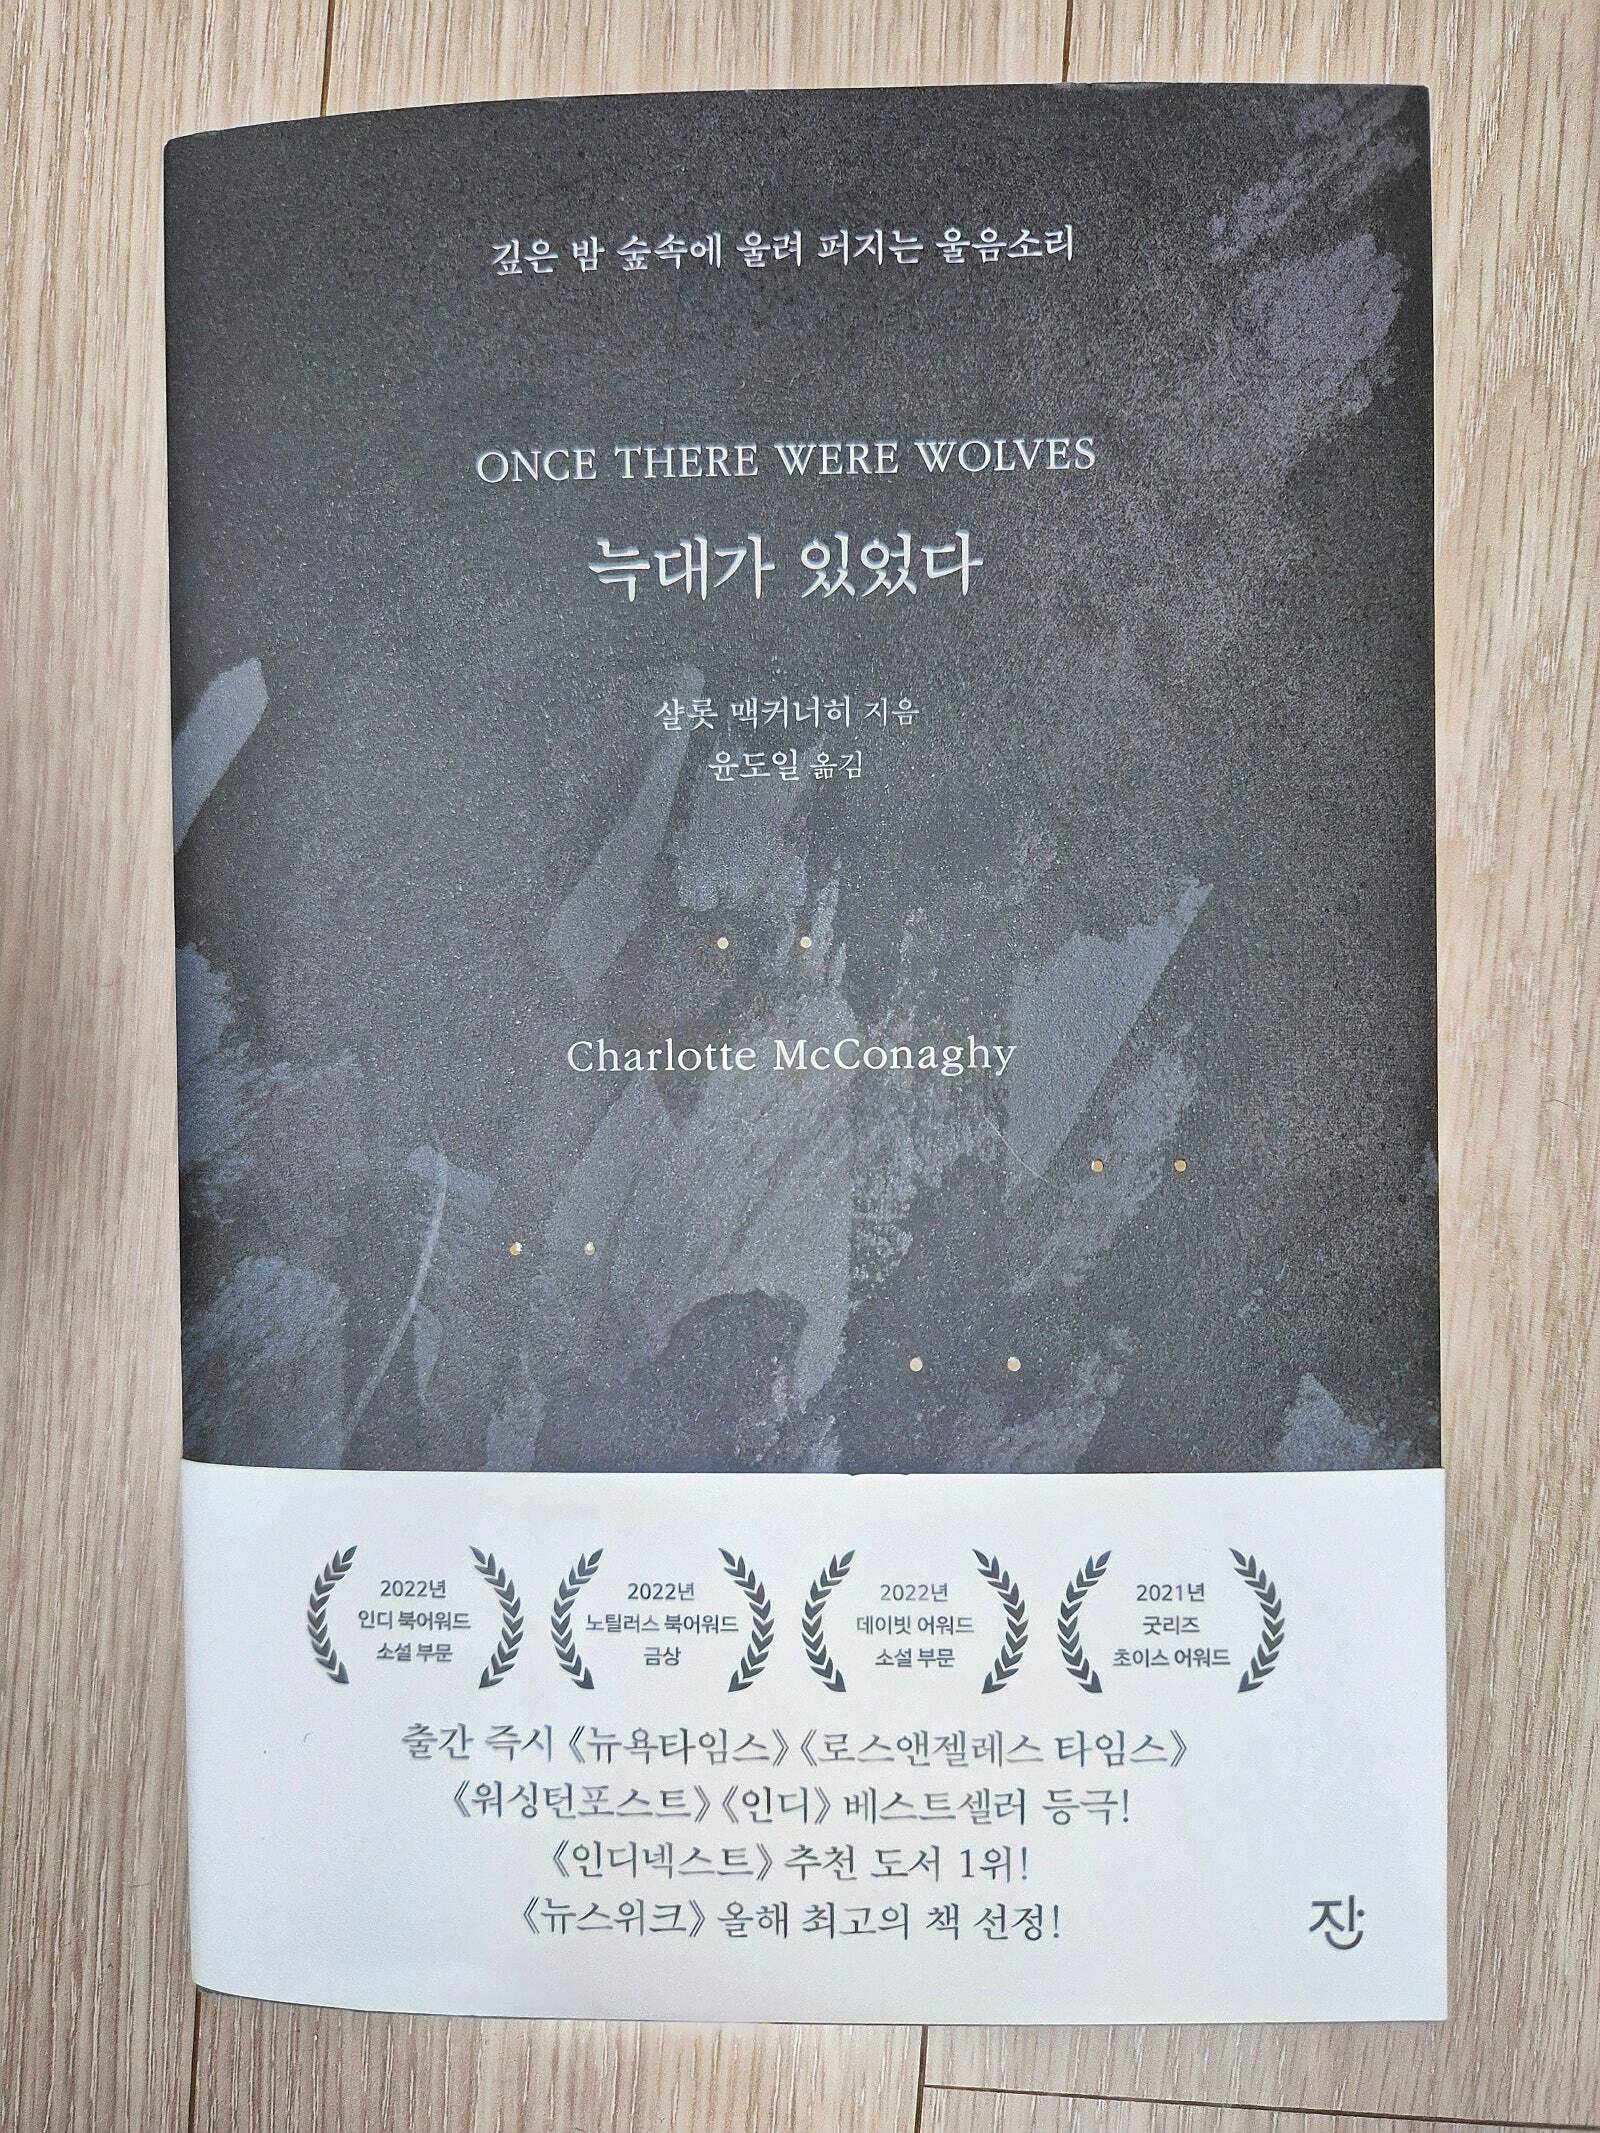 깊은 밤 숲속에 울려 퍼지는 울음소리
ONCE THERE WERE WOLVES
늑대가 있었다
샬롯 맥커너히 지음
윤도일 옮김
Charlotte McConaghy
2022년
인디 북어워드
소설 부문
2022년
노틸러스 북어워드
금상
2022년
데이빗 어워드
소설 부문
2021년
굿리즈
초이스 어워드
출간 즉시 《뉴욕타임스》《로스앤젤레스 타임스》
《워싱턴포스트》《인디》 베스트셀러 등극!
《인디넥스트》 추천 도서 1위!
《뉴스위크》 올해 최고의 책 선정!
잔